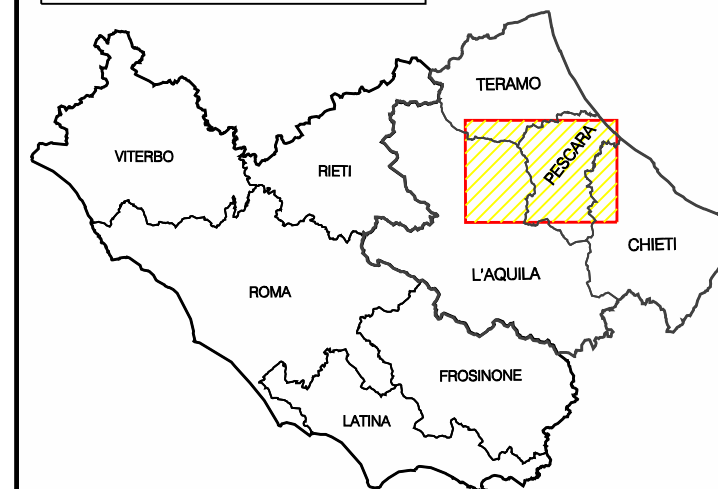 TERAMO
PESCARA
VITERBO
RIETI
CHIETI
L'AQUILA
ROMA
FROSINONE
LATINA